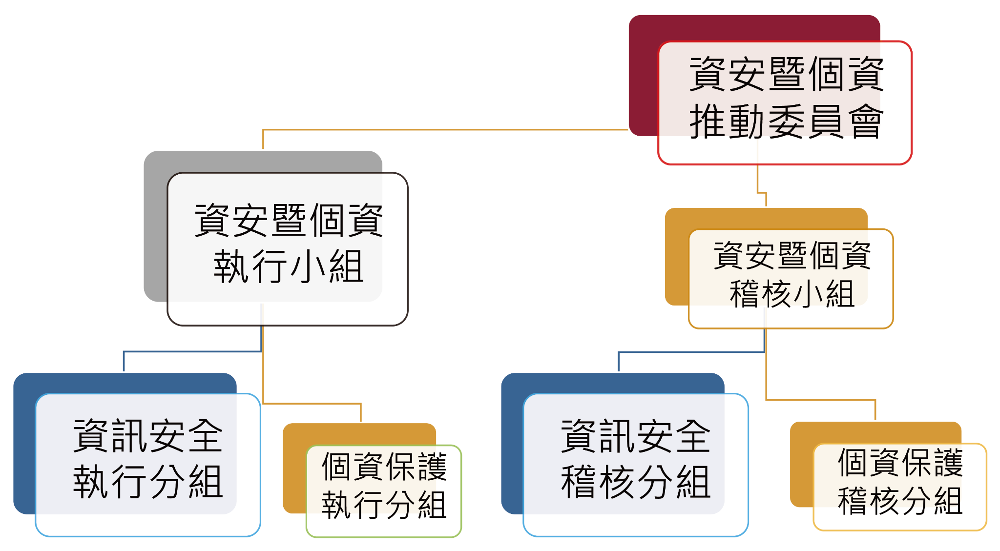 資安暨個資
推動委員會
資安暨個資
執行小組
資安暨個資
稽核小組
資訊安全
執行分組
個資保護
執行分組
資訊安全
稽核分組
個資保護
稽核分組